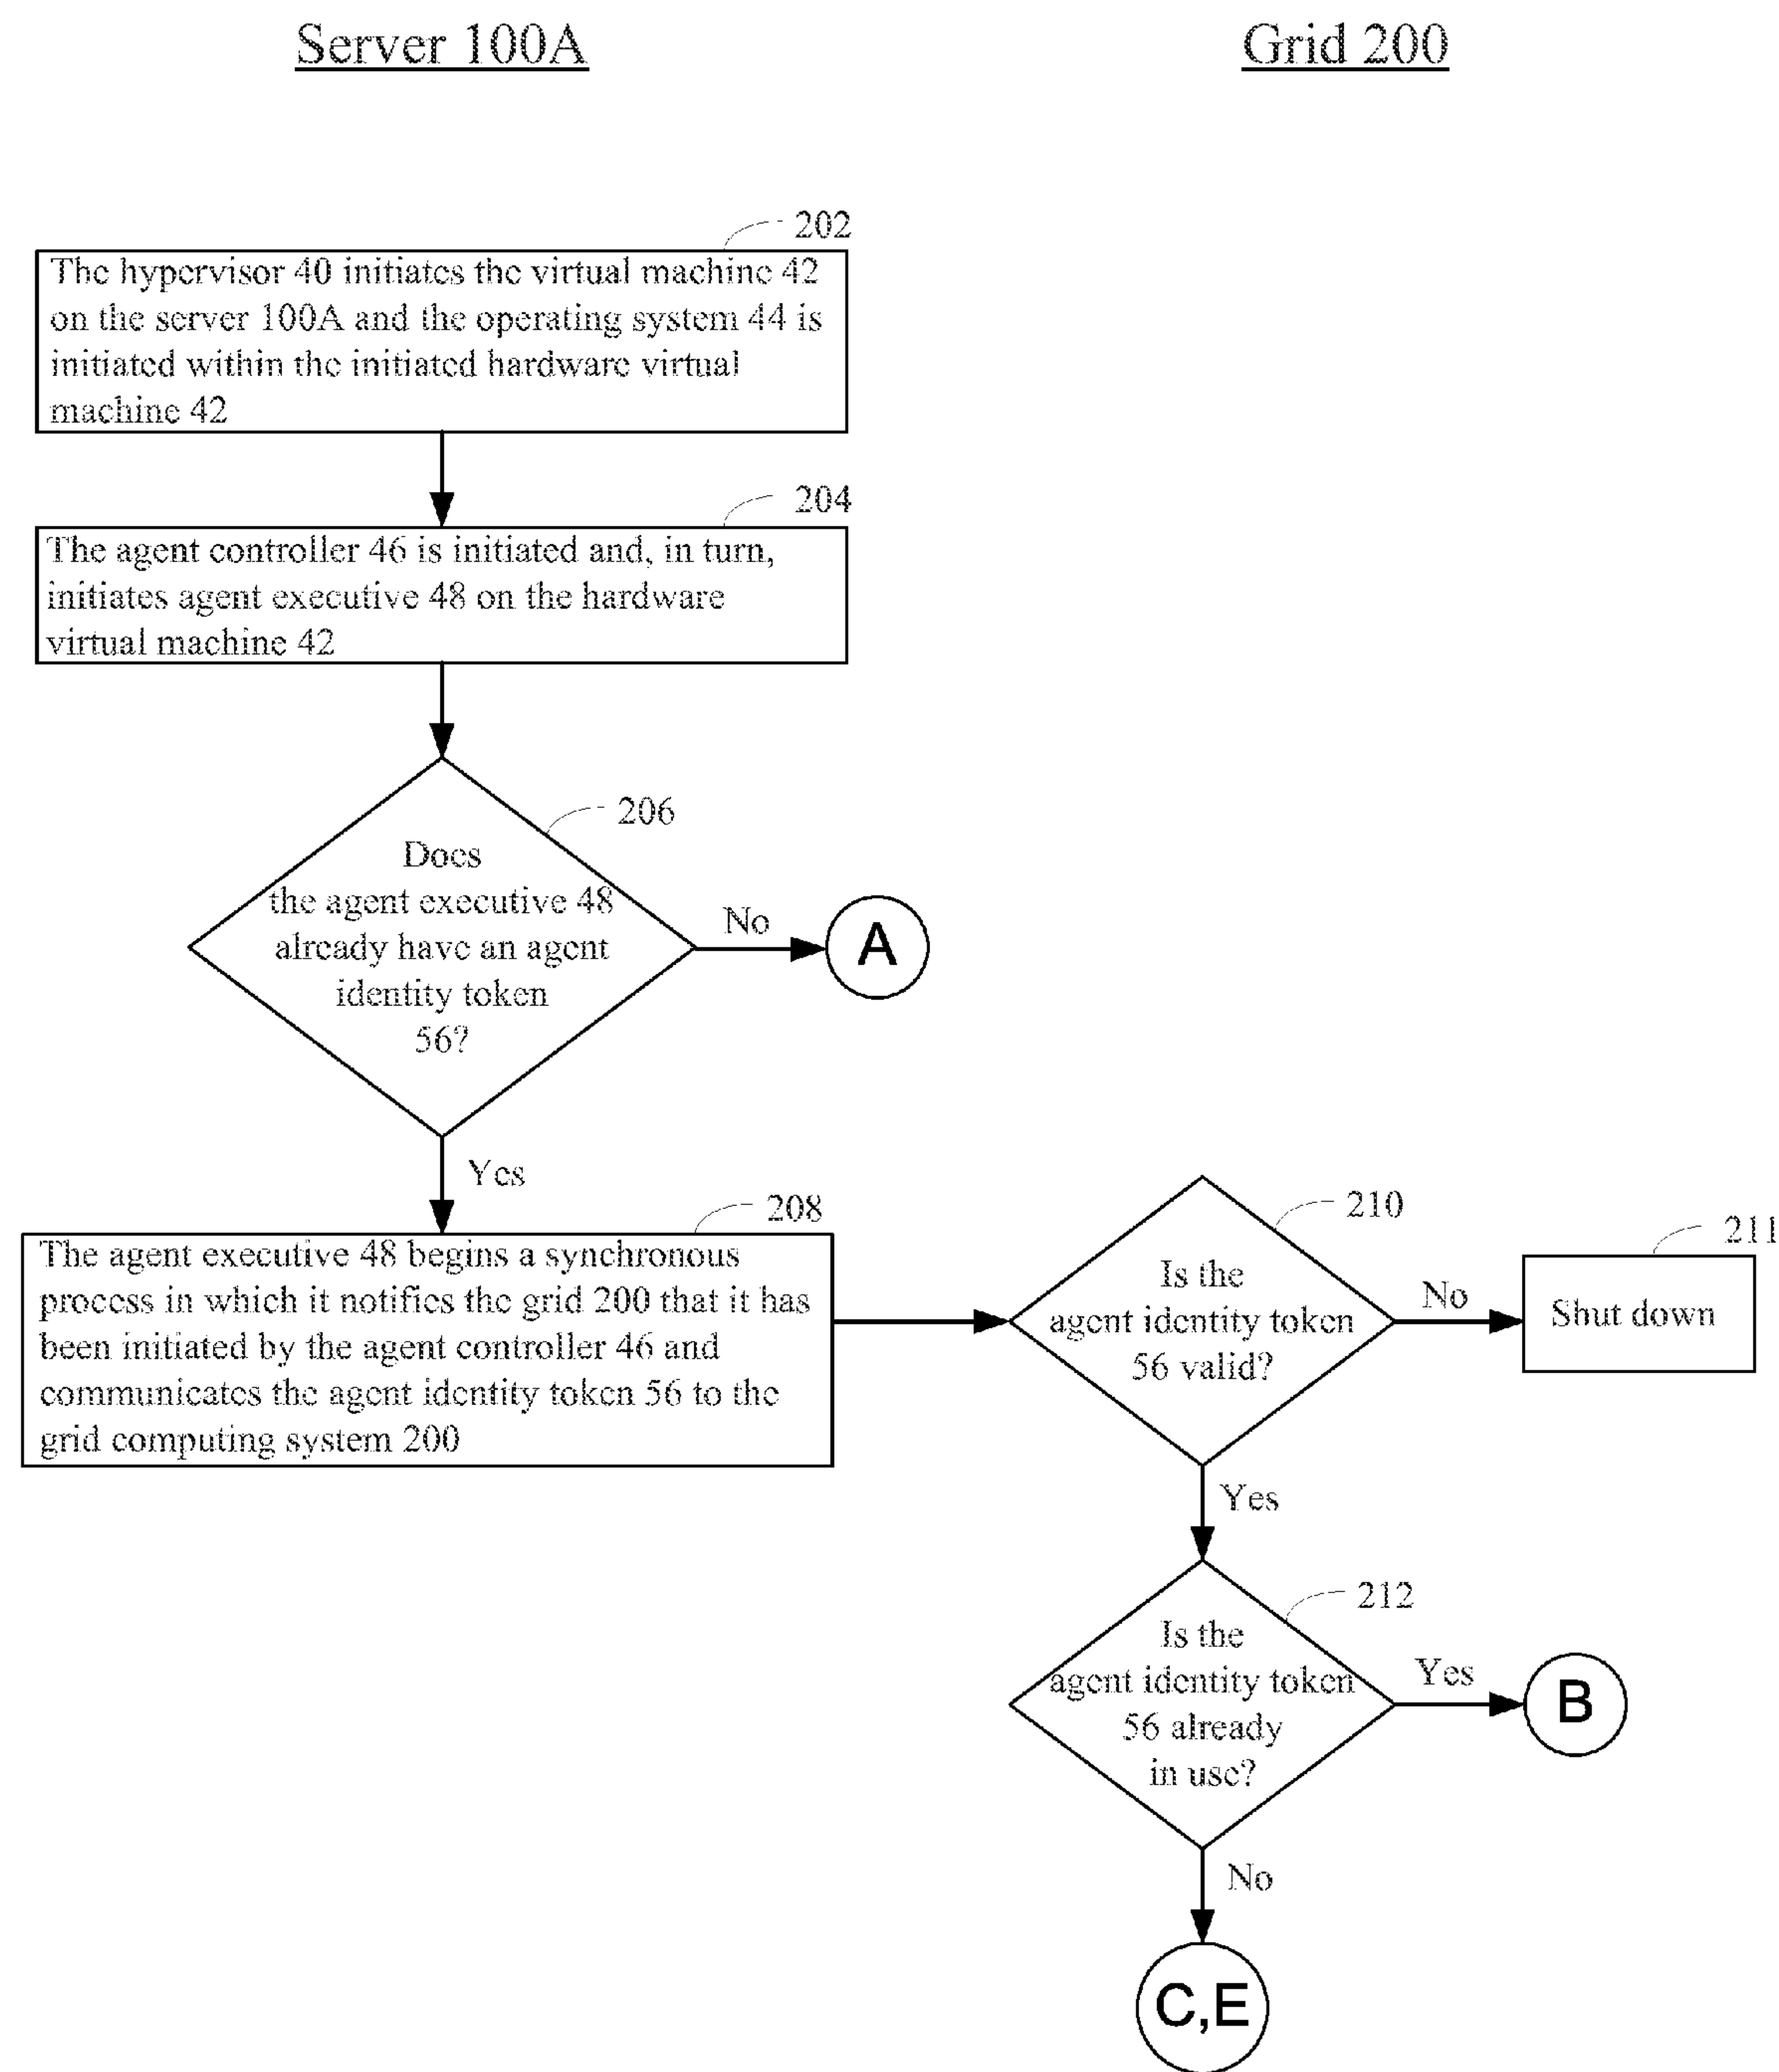 Server 100A
Grid 200
202
The hypervisor 40 initiates the virtual machine 42
on the server 100A and the operating system 44 is
initiated within the initiated hardware virtual
machine 42
204
The agent controller 46 is initiated and, in turn,
initiates agent executive 48 on the hardware
virtual machine 42
206
Does
the agent executive 48
already have an agent
identity token
56?
No
A
Yes
208
The agent executive 48 begins a synchronous
process in which it notifies the grid 200 that it has
been initiated by the agent controller 46 and
communicates the agent identity token 56 to the
grid computing system 200
210
Is the
agent identity token
56 valid?
No
211
Shut down
Yes
212
Is the
agent identity token
56 already
in use?
Yes
B
No
C,E